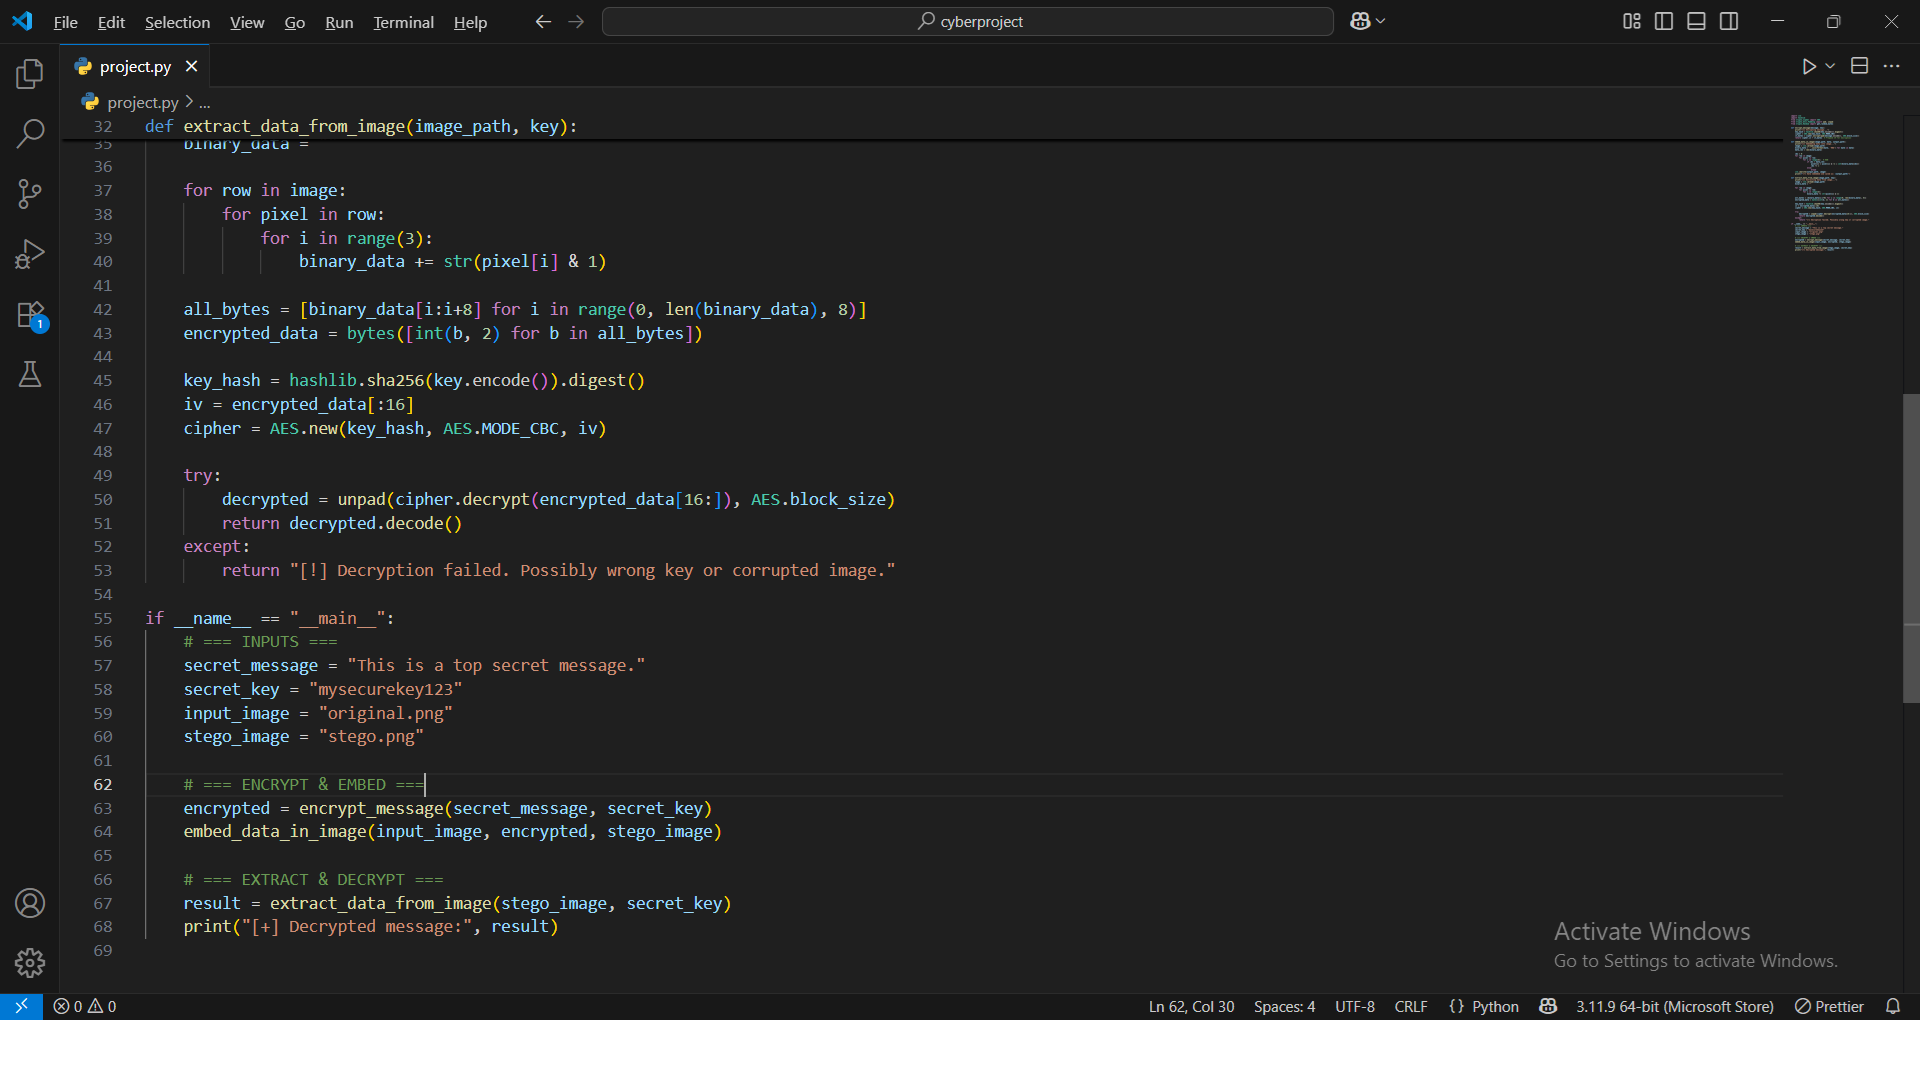 File Edit Selection View Go Run Terminal Help cyberproject
project.py
project.py > ...
32 def extract_data_from_image(image_path, key):
35 binary_data =
36
37 for row in image:
38 for pixel in row:
39 for i in range(3):
40 binary_data += str(pixel[i] & 1)
41
42 all_bytes = [binary_data[i:i+8] for i in range(0, len(binary_data), 8)]
43 encrypted_data = bytes([int(b, 2) for b in all_bytes])
44
45 key_hash = hashlib.sha256(key.encode()).digest()
46 iv = encrypted_data[:16]
47 cipher = AES.new(key_hash, AES.MODE_CBC, iv)
48
49 try:
50 decrypted = unpad(cipher.decrypt(encrypted_data[16:]), AES.block_size)
51 return decrypted.decode()
52 except:
53 return "[!] Decryption failed. Possibly wrong key or corrupted image."
54
55 if __name__ == "__main__":
56 # === INPUTS ===
57 secret_message = "This is a top secret message."
58 secret_key = "mysecurekey123"
59 input_image = "original.png"
60 stego_image = "stego.png"
61
62 # === ENCRYPT & EMBED ===
63 encrypted = encrypt_message(secret_message, secret_key)
64 embed_data_in_image(input_image, encrypted, stego_image)
65
66 # === EXTRACT & DECRYPT ===
67 result = extract_data_from_image(stego_image, secret_key)
68 print("[+] Decrypted message:", result)
69
1
Activate Windows
Go to Settings to activate Windows.
0 0 Ln 62, Col 30 Spaces: 4 UTF-8 CRLF {} Python 3.11.9 64-bit (Microsoft Store) Prettier